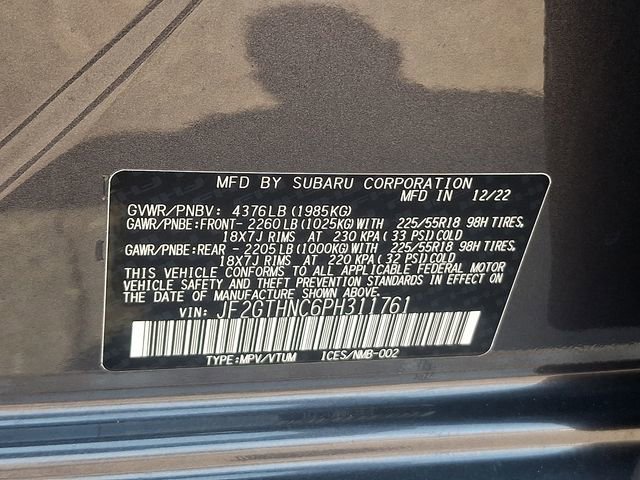 MFD BY SUBARU CORPORATION
MFD IN 12/22
GVWR/PNBV: 4376LB(1985KG)
GAWR/PNBE:FRONT-2260LB(1025KG)WITH 225/55R18 98H TIRES,
18X7J RIMS AT 230 KPA(33 PSI)COLD
GAWR/PNBE:REAR -2205LB(1000KG)WITH 225/55R18 98H TIRES,
18X7J RIMS AT 220 KPA(32 PSI)COLD
THIS VEHICLE CONFORMS TO ALL APPLICABLE FEDERAL MOTOR
VEHICLE SAFETY AND THEFT PREVENTION STANDARDS IN EFFECT ON
THE DATE OF MANUFACTURE SHOWN ABOVE.
VIN: JF2GTHNC6PH311761
TYPE:MPV/VTUM ICES/NMB-002